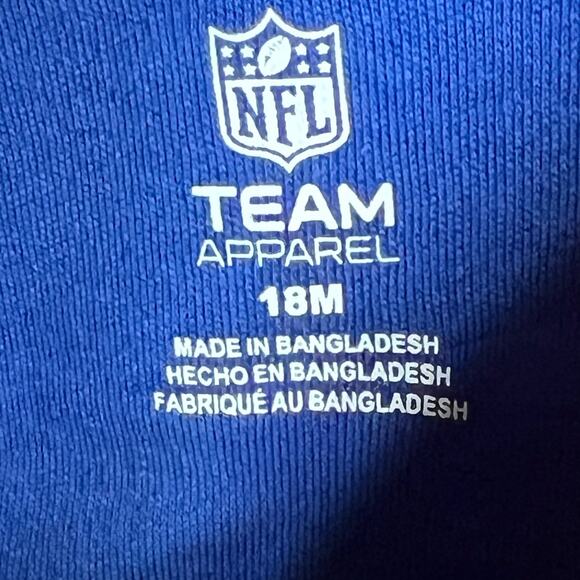 NFL
TEAM
APPAREL
18M
MADE IN BANGLADESH
HECHO EN BANGLADESH
FABRIQUÉ AU BANGLADESH